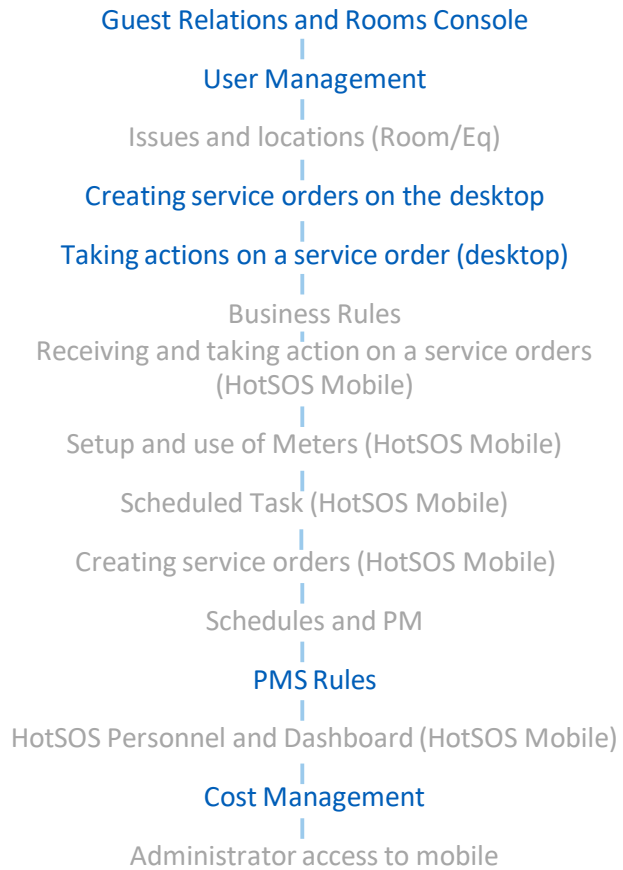 Guest Relations and Rooms Console
User Management
Issues and locations (Room/Eq)
Creating service orders on the desktop
Taking actions on a service order (desktop)
Business Rules
Receiving and taking action on a service orders
(HotSOS Mobile)
Setup and use of Meters (HotSOS Mobile)
Scheduled Task (HotSOS Mobile)
Creating service orders (HotSOS Mobile)
Schedules and PM
PMS Rules
HotSOS Personnel and Dashboard (HotSOS Mobile)
Cost Management
Administrator access to mobile